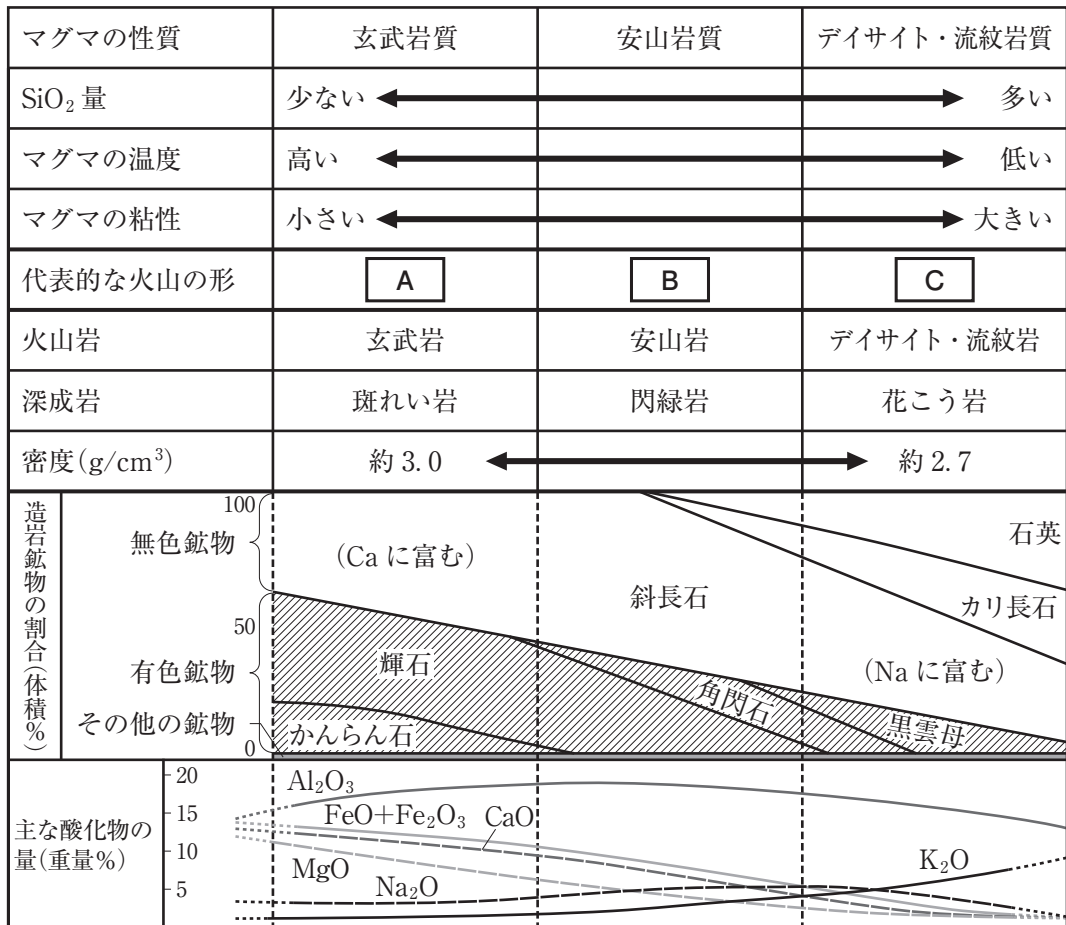 マグマの性質 玄武岩質 安山岩質 デイサイト・流紋岩質
SiO₂ 量 少ない 多い
マグマの温度 高い 低い
マグマの粘性 小さい 大きい
代表的な火山の形 A B C
火山岩 玄武岩 安山岩 デイサイト・流紋岩
深成岩 斑れい岩 閃緑岩 花こう岩
密度(g/cm³) 約 3.0 約 2.7
造岩鉱物の割合(体積%)
100
無色鉱物
50
有色鉱物
その他の鉱物
0
(Ca に富む)
石英
斜長石
カリ長石
輝石
(Na に富む)
角閃石
黒雲母
かんらん石
主な酸化物の
量(重量%)
20
15
10
5
Al₂O₃
FeO+Fe₂O₃
CaO
MgO
Na₂O
K₂O